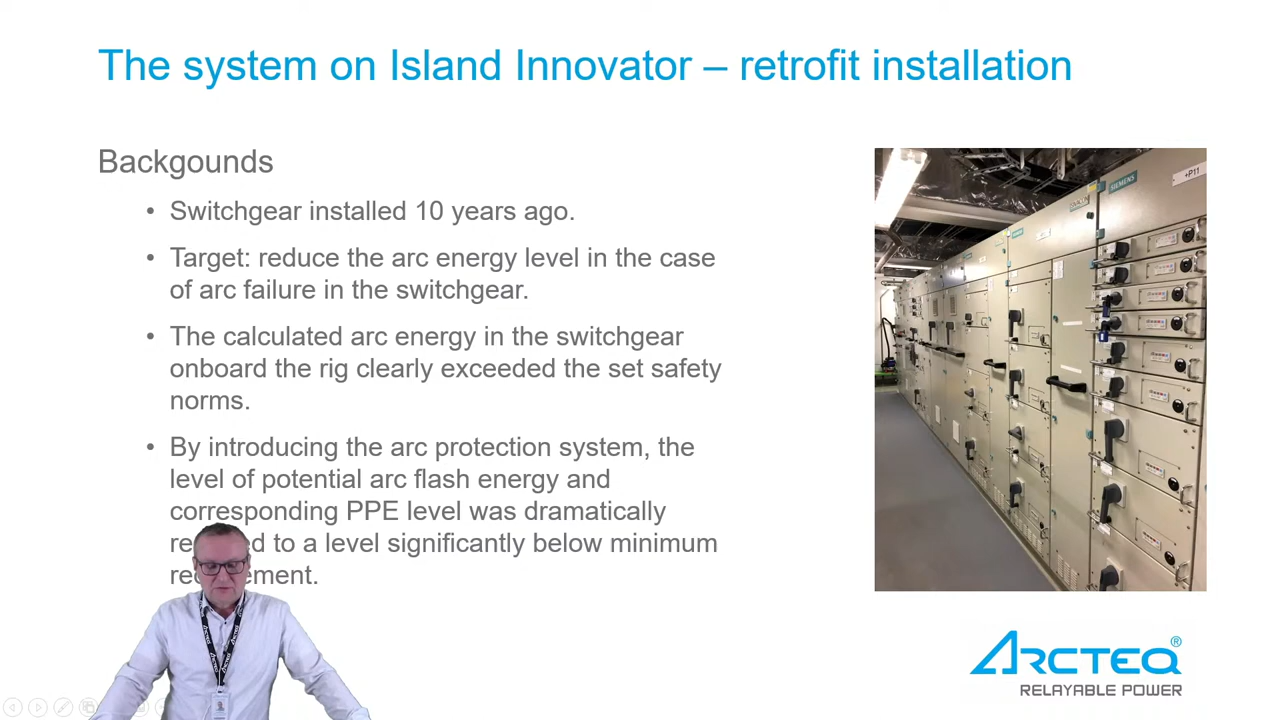 The system on Island Innovator – retrofit installation
Backgounds
• Switchgear installed 10 years ago.
• Target: reduce the arc energy level in the case
of arc failure in the switchgear.
• The calculated arc energy in the switchgear
onboard the rig clearly exceeded the set safety
norms.
• By introducing the arc protection system, the
level of potential arc flash energy and
corresponding PPE level was dramatically
to a level significantly below minimum
SIEMENS
+P11
ARCTEQ
ARCTEQ®
RELAYABLE POWER